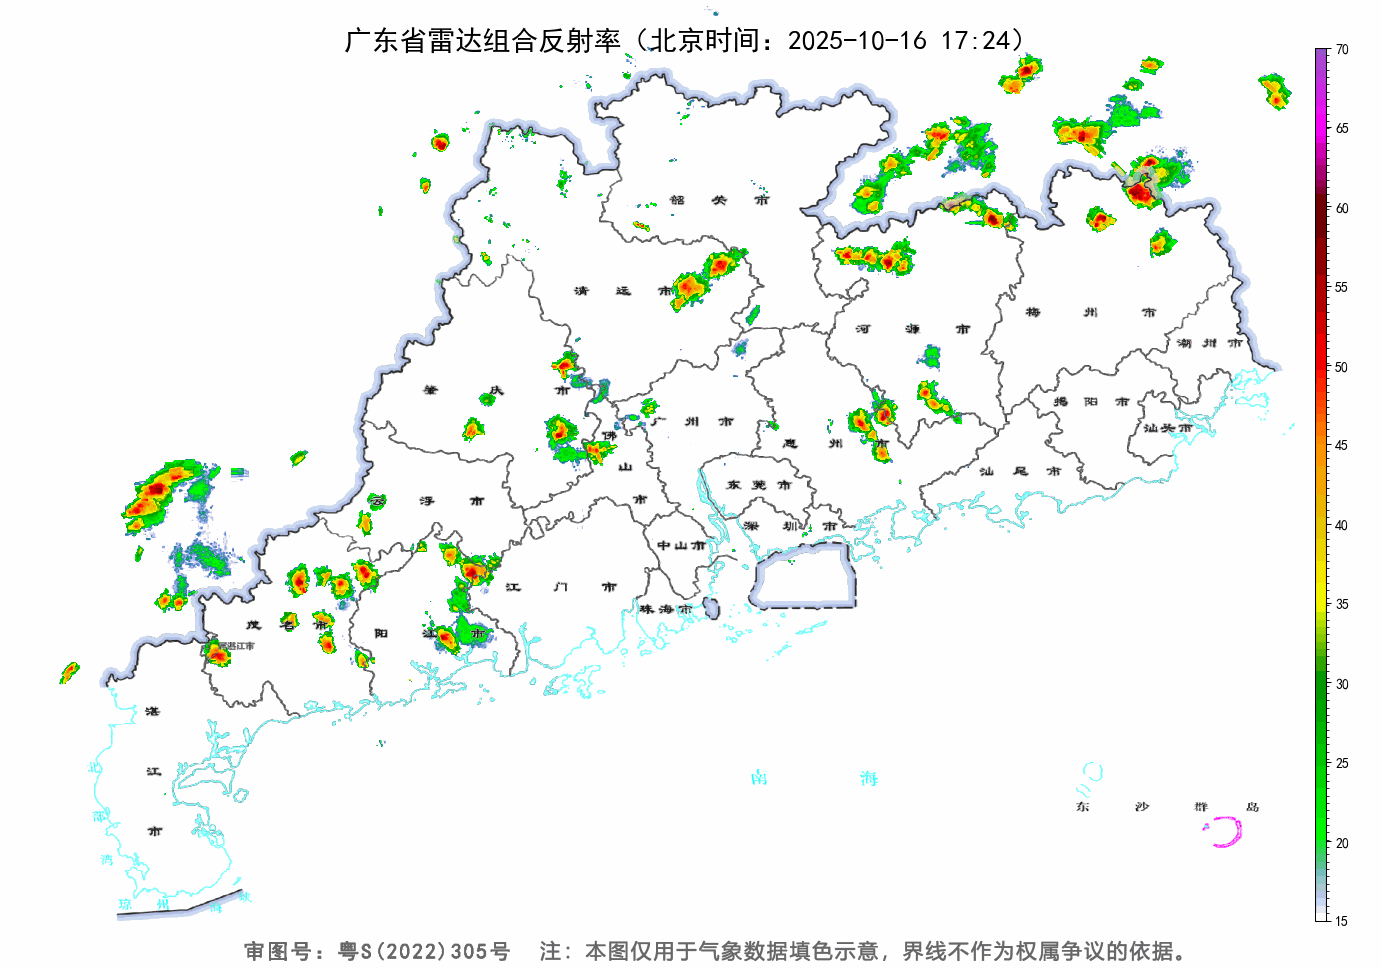 广东省雷达组合反射率（北京时间：2025-10-16 17:24）
70
65
60
55
50
45
40
35
30
25
20
15
韶关市
清远市
河源市
梅州市
潮州市
肇庆市
广州市
惠州市
揭阳市
汕头市
佛山市
东莞市
汕尾市
云浮市
深圳市
中山市
江门市
珠海市
茂名市
阳江市
湛江市
湛江市
北部湾
南海
东沙群岛
琼州海峡
审图号：粤S(2022)305号 注：本图仅用于气象数据填色示意，界线不作为权属争议的依据。